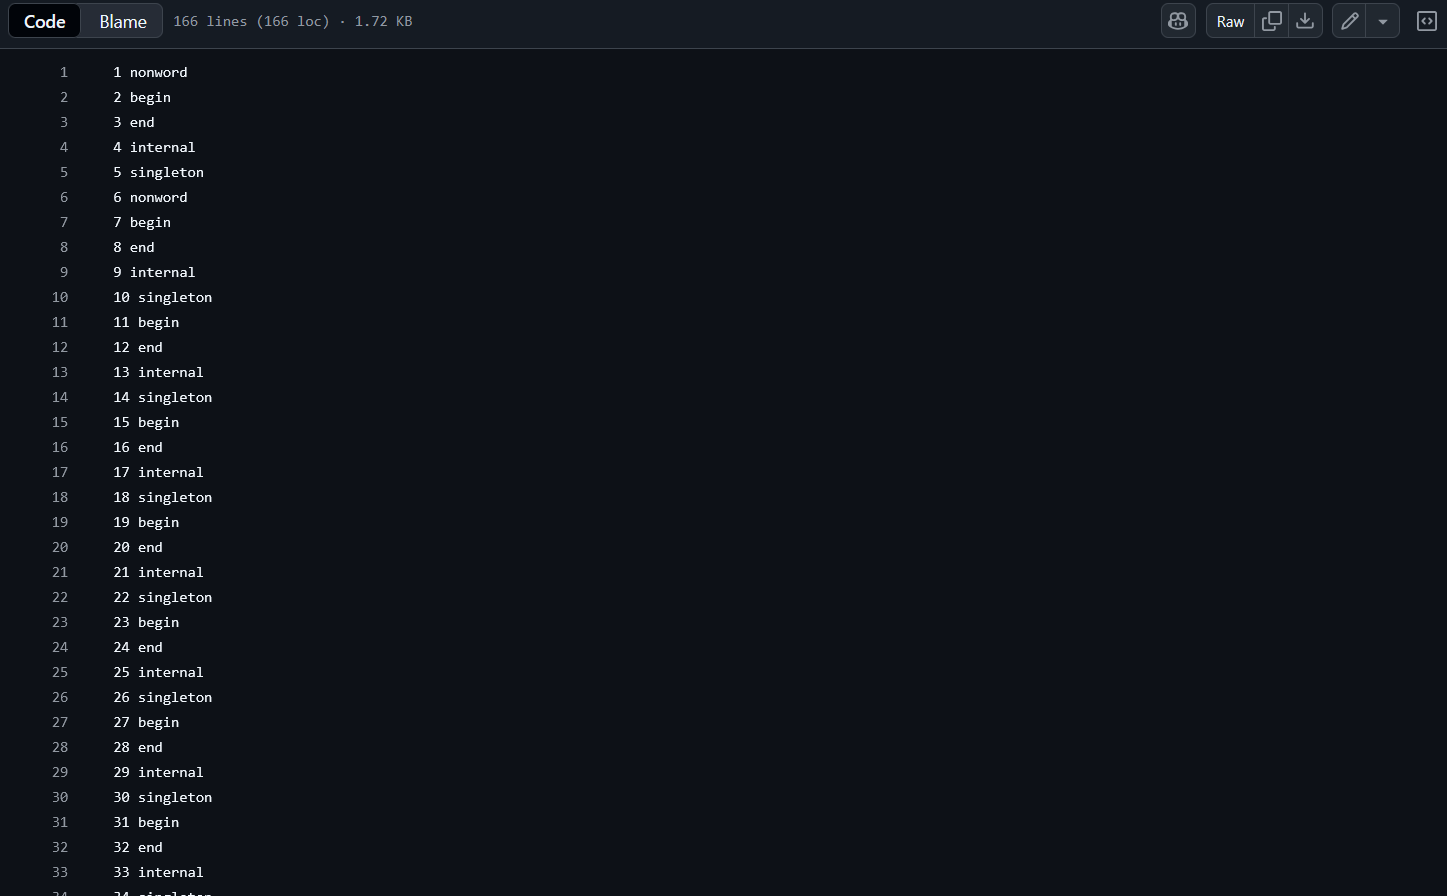 Code Blame 166 lines (166 loc) · 1.72 KB Raw
1 1 nonword
2 2 begin
3 3 end
4 4 internal
5 5 singleton
6 6 nonword
7 7 begin
8 8 end
9 9 internal
10 10 singleton
11 11 begin
12 12 end
13 13 internal
14 14 singleton
15 15 begin
16 16 end
17 17 internal
18 18 singleton
19 19 begin
20 20 end
21 21 internal
22 22 singleton
23 23 begin
24 24 end
25 25 internal
26 26 singleton
27 27 begin
28 28 end
29 29 internal
30 30 singleton
31 31 begin
32 32 end
33 33 internal
34 34 singleton